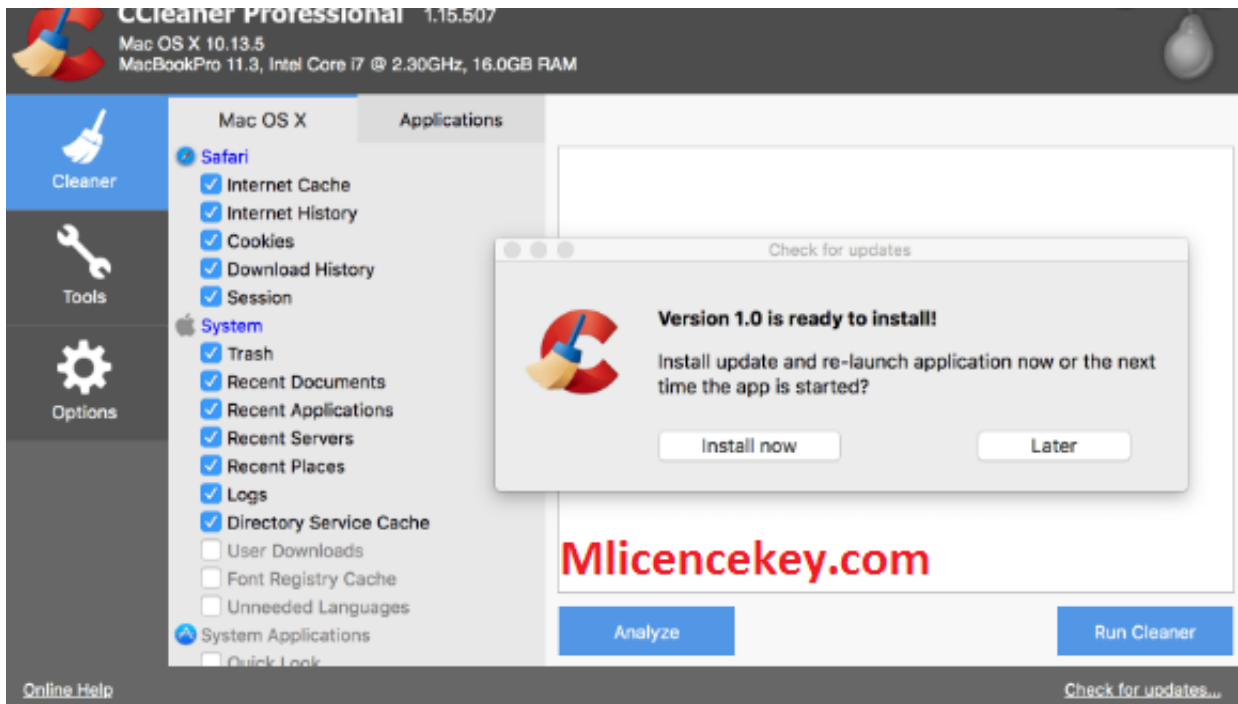 CCleaner Professional 1.15.507
Mac OS X 10.13.5
MacBookPro 11.3, Intel Core i7 @ 2.30GHz, 16.0GB RAM
Cleaner
Tools
Options
Mac OS X Applications
Safari
Internet Cache
Internet History
Cookies
Download History
Session
System
Trash
Recent Documents
Recent Applications
Recent Servers
Recent Places
Logs
Directory Service Cache
User Downloads
Font Registry Cache
Unneeded Languages
System Applications
Quick Look
Check for updates
Version 1.0 is ready to install!
Install update and re-launch application now or the next
time the app is started?
Install now Later
Mlicencekey.com
Analyze Run Cleaner
Online Help Check for updates...